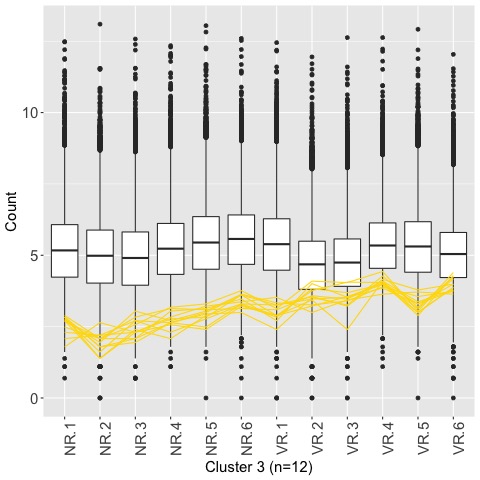 10
5
0
Count
NR.1
NR.2
NR.3
NR.4
NR.5
NR.6
VR.1
VR.2
VR.3
VR.4
VR.5
VR.6
Cluster 3 (n=12)